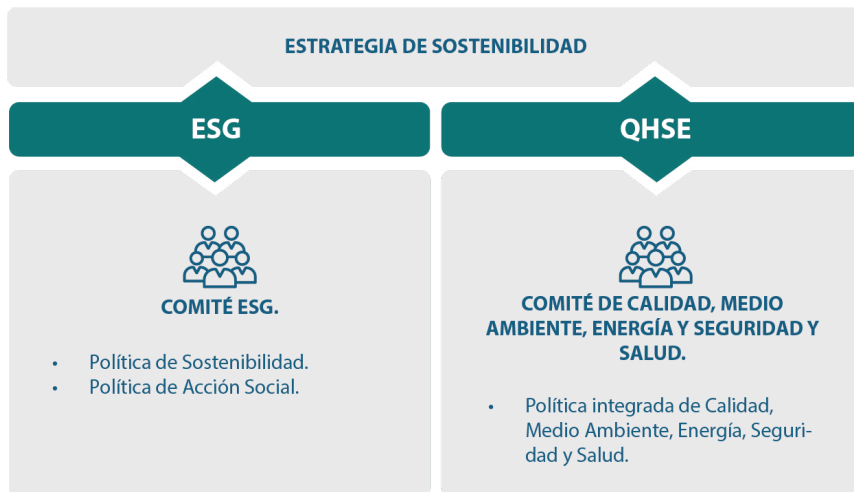 ESTRATEGIA DE SOSTENIBILIDAD
ESG
COMITÉ ESG.
• Política de Sostenibilidad.
• Política de Acción Social.
QHSE
COMITÉ DE CALIDAD, MEDIO
AMBIENTE, ENERGÍA Y SEGURIDAD Y
SALUD.
• Política integrada de Calidad,
Medio Ambiente, Energía, Seguri-
dad y Salud.